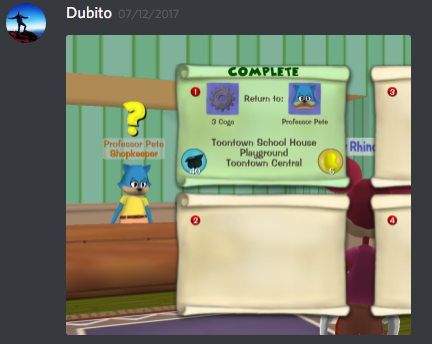 Dubito 07/12/2017
COMPLETE
1
Return to:
3 Cogs
Professor Pete
Toontown School House
Playground
Toontown Central
40
5
?
Professor Pete
Shopkeeper
Rhino
3
2
4